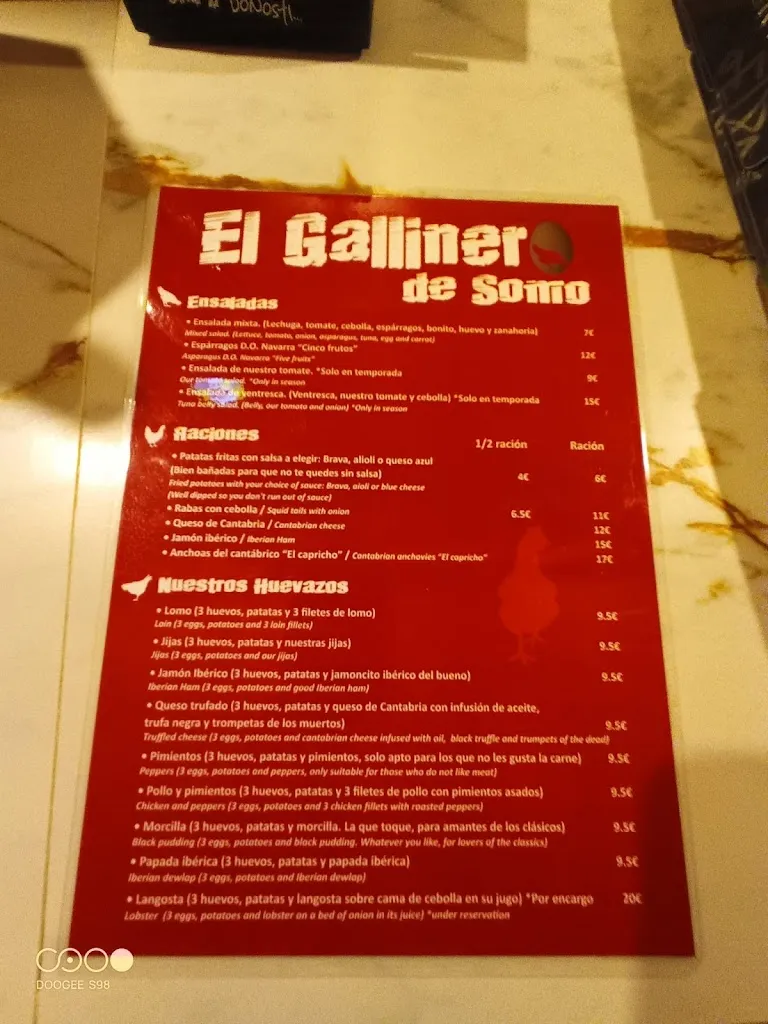 A DONOSTI...
El Gallinero
de Somo
Ensaladas
• Ensalada mixta. (Lechuga, tomate, cebolla, espárragos, bonito, huevo y zanahoria) 7€
Mixed salad. (Lettuce, tomato, onion, asparagus, tuna, egg and carrot)
• Espárragos D.O. Navarra "Cinco frutos" 12€
Asparagus D.O. Navarra "Five fruits"
• Ensalada de nuestro tomate. *Solo en temporada 9€
Our tomato salad. *Only in season
• Ensalada de ventresca. (Ventresca, nuestro tomate y cebolla) *Solo en temporada 15€
Tuna belly salad. (Belly, our tomato and onion) *Only in season
Raciones 1/2 ración Ración
• Patatas fritas con salsa a elegir: Brava, alioli o queso azul
(Bien bañadas para que no te quedes sin salsa) 4€ 6€
Fried potatoes with your choice of sauce: Brava, aioli or blue cheese
(Well dipped so you don't run out of sauce)
• Rabas con cebolla / Squid tails with onion 6.5€ 11€
• Queso de Cantabria / Cantabrian cheese 12€
• Jamón ibérico / Iberian Ham 15€
• Anchoas del cantábrico "El capricho" / Cantabrian anchovies "El capricho" 17€
Nuestros Huevazos
• Lomo (3 huevos, patatas y 3 filetes de lomo) 9.5€
Loin (3 eggs, potatoes and 3 loin fillets)
• Jijas (3 huevos, patatas y nuestras jijas) 9.5€
Jijas (3 eggs, potatoes and our jijas)
• Jamón Ibérico (3 huevos, patatas y jamoncito ibérico del bueno) 9.5€
Iberian Ham (3 eggs, potatoes and good Iberian ham)
• Queso trufado (3 huevos, patatas y queso de Cantabria con infusión de aceite,
trufa negra y trompetas de los muertos) 9.5€
Truffled cheese (3 eggs, potatoes and cantabrian cheese infused with oil, black truffle and trumpets of the dead)
• Pimientos (3 huevos, patatas y pimientos, solo apto para los que no les gusta la carne) 9.5€
Peppers (3 eggs, potatoes and peppers, only suitable for those who do not like meat)
• Pollo y pimientos (3 huevos, patatas y 3 filetes de pollo con pimientos asados) 9.5€
Chicken and peppers (3 eggs, potatoes and 3 chicken fillets with roasted peppers)
• Morcilla (3 huevos, patatas y morcilla. La que toque, para amantes de los clásicos) 9.5€
Black pudding (3 eggs, potatoes and black pudding. Whatever you like, for lovers of the classics)
• Papada ibérica (3 huevos, patatas y papada ibérica) 9.5€
Iberian dewlap (3 eggs, potatoes and Iberian dewlap)
• Langosta (3 huevos, patatas y langosta sobre cama de cebolla en su jugo) *Por encargo 20€
Lobster (3 eggs, potatoes and lobster on a bed of onion in its juice) *under reservation
DOOGEE S98